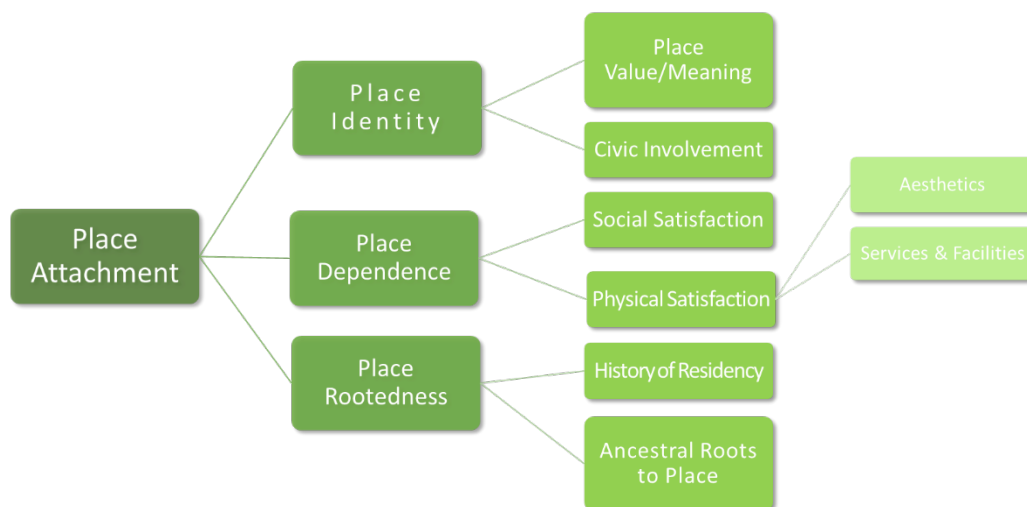 Place
Attachment
Place
Identity
Place
Dependence
Place
Rootedness
Place
Value/Meaning
Civic Involvement
Social Satisfaction
Physical Satisfaction
History of Residency
Ancestral Roots
to Place
Aesthetics
Services & Facilities